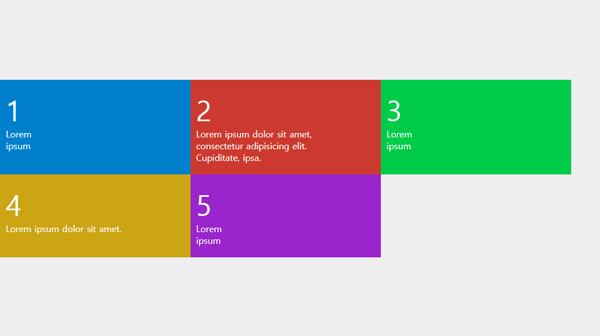 1
Lorem
ipsum
2
Lorem ipsum dolor sit amet,
consectetur adipisicing elit.
Cupiditate, ipsa.
3
Lorem
ipsum
4
Lorem ipsum dolor sit amet.
5
Lorem
ipsum